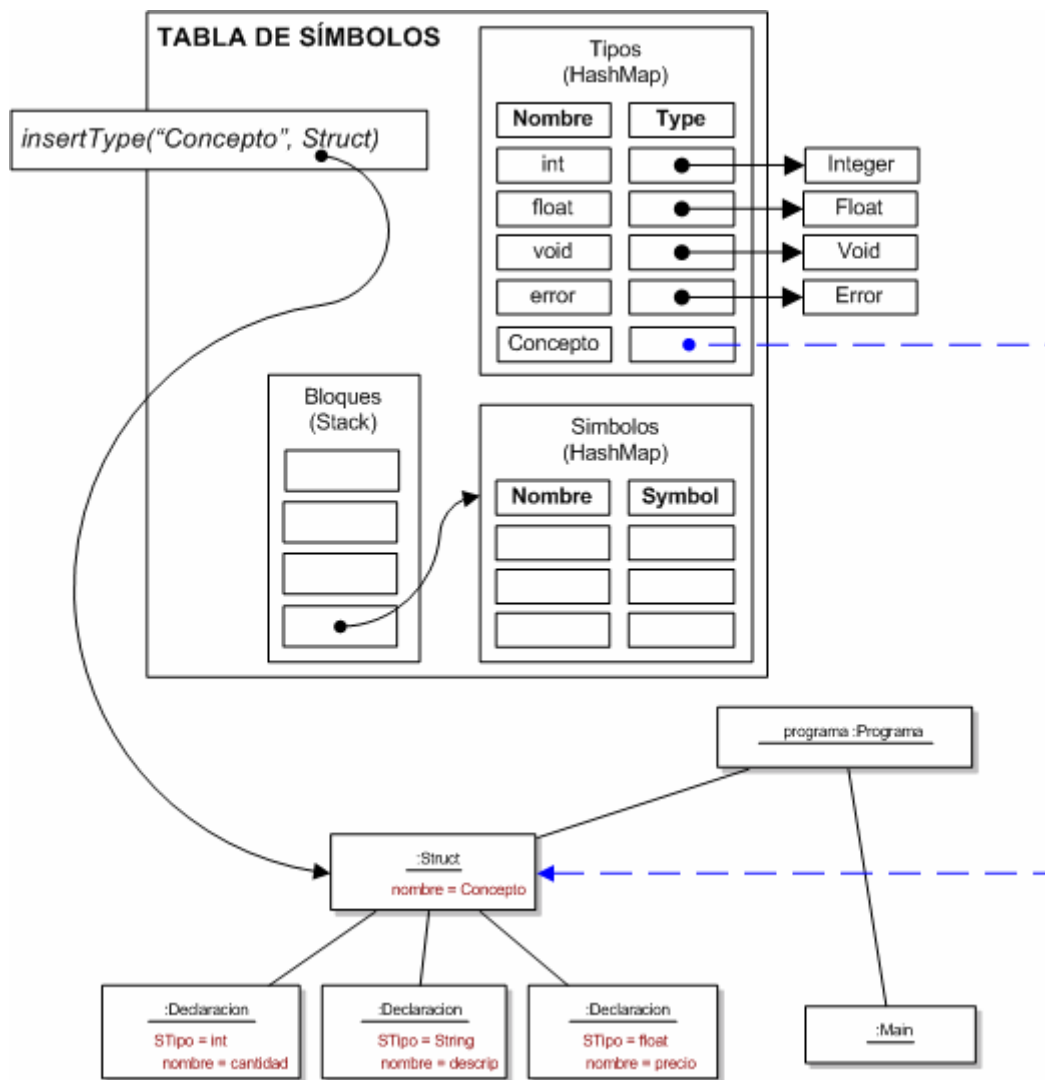 TABLA DE SÍMBOLOS
insertType("Concepto", Struct)
Tipos
(HashMap)
Nombre Type
int Integer
float Float
void Void
error Error
Concepto
Bloques
(Stack)
Simbolos
(HashMap)
Nombre Symbol
programa :Programa
:Struct
nombre = Concepto
:Declaracion
STipo = int
nombre = cantidad
:Declaracion
STipo = String
nombre = descrip
:Declaracion
STipo = float
nombre = precio
:Main